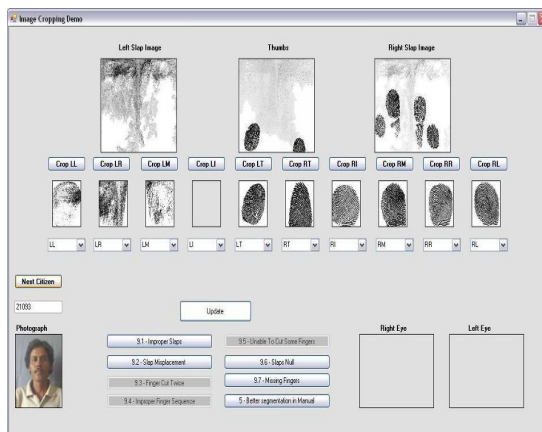 Image Cropping Demo
Left Slap Image Thumbs Right Slap Image
Crop LL Crop LR Crop LM Crop LI Crop LT Crop RT Crop RI Crop RM Crop RR Crop RL
LL LR LM LI LT RT RI RM RR RL
Next Citizen
21093
Update
Photograph Right Eye Left Eye
9.1 - Improper Slaps 9.5 - Unable To Cut Some Fingers
9.2 - Slap Misplacement 9.6 - Slaps Null
9.3 - Finger Cut Twice 9.7 - Missing Fingers
9.4 - Improper Finger Sequence 5 - Better segmentation in Manual